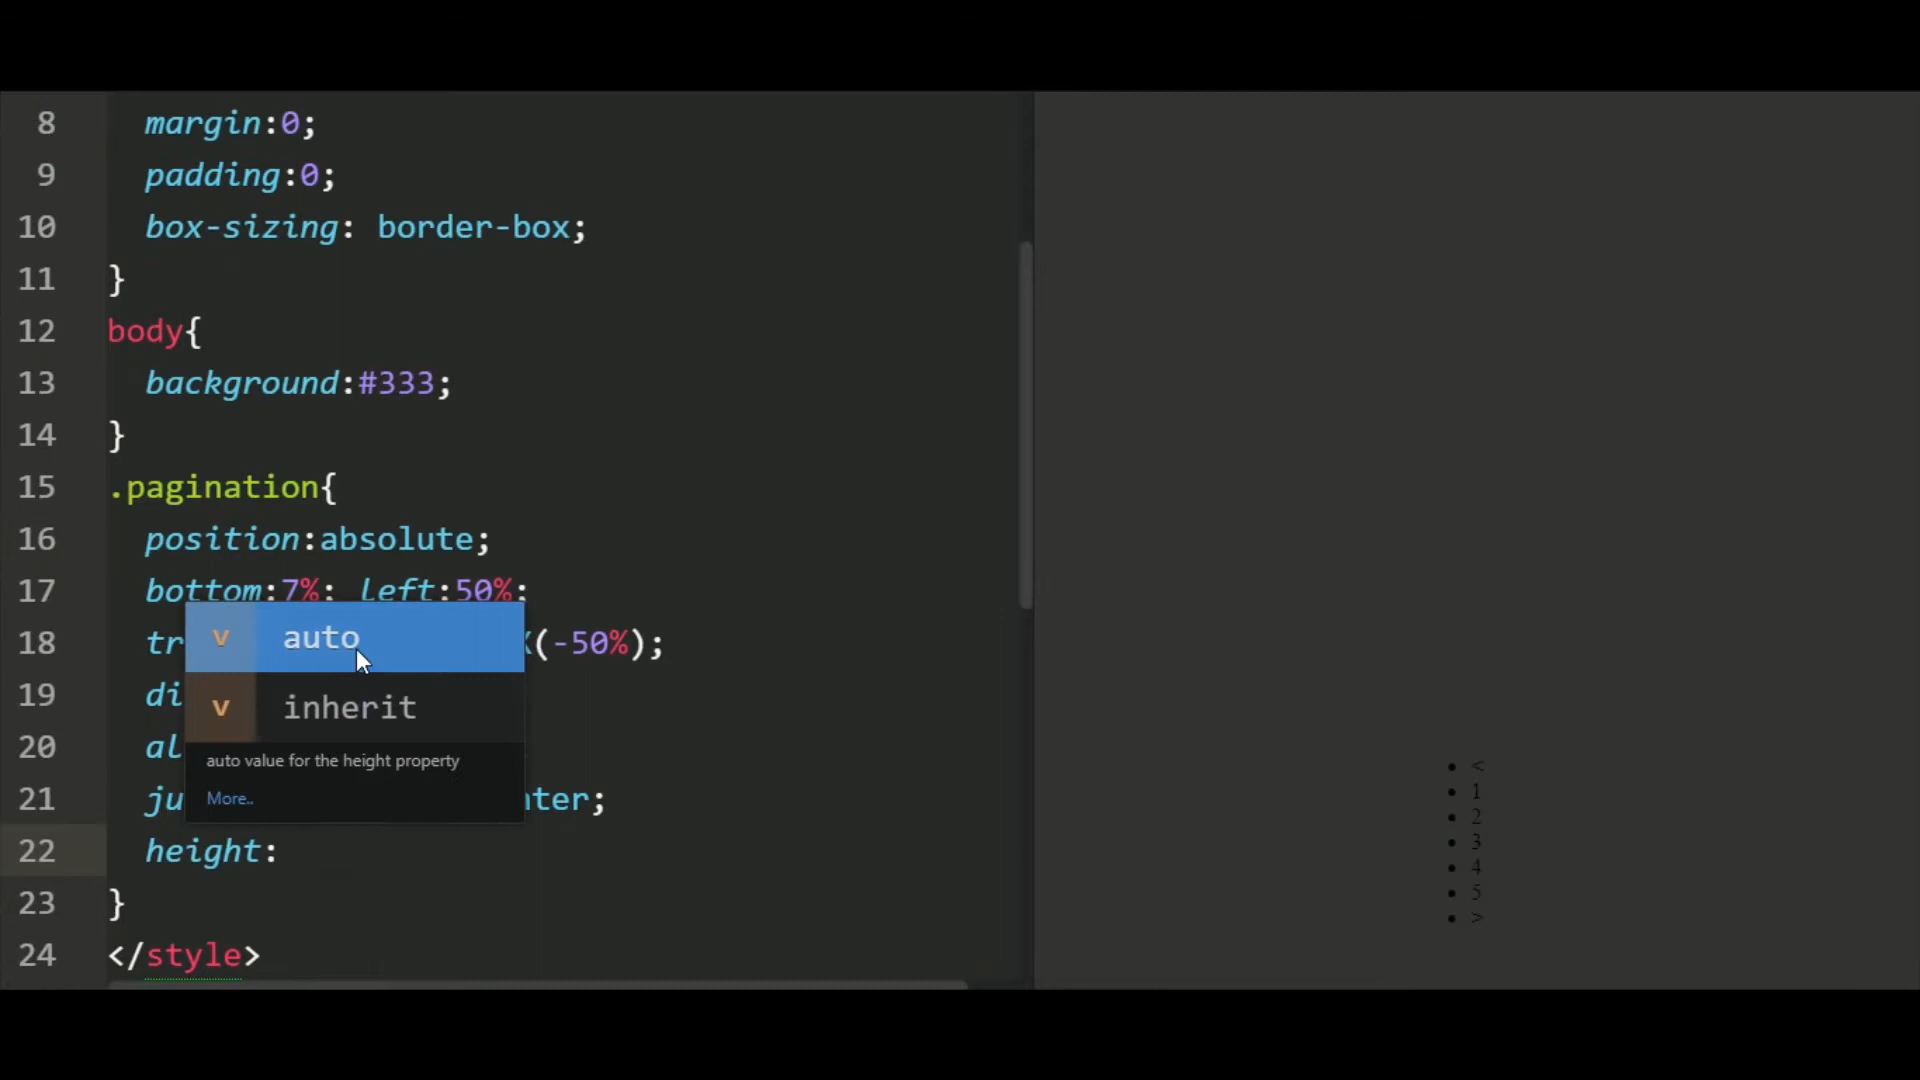 8 margin:0;
9 padding:0;
10 box-sizing: border-box;
11 }
12 body{
13 background:#333;
14 }
15 .pagination{
16 position:absolute;
17 bottom:7%; left:50%;
18 tr (-50%);
19 di
20 al
21 ju nter;
22 height:
23 }
24 </style>
v auto
v inherit
auto value for the height property
More..
<
1
2
3
4
5
>